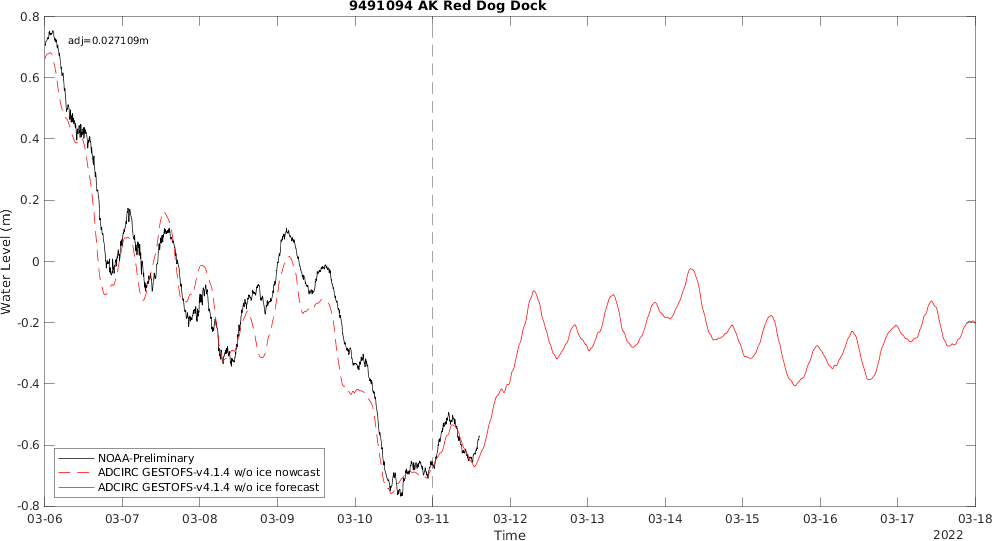 9491094 AK Red Dog Dock
adj=0.027109m
0.8
0.6
0.4
0.2
0
-0.2
-0.4
-0.6
-0.8
Water Level (m)
NOAA-Preliminary
ADCIRC GESTOFS-v4.1.4 w/o ice nowcast
ADCIRC GESTOFS-v4.1.4 w/o ice forecast
03-06 03-07 03-08 03-09 03-10 03-11 03-12 03-13 03-14 03-15 03-16 03-17 03-18
Time
2022